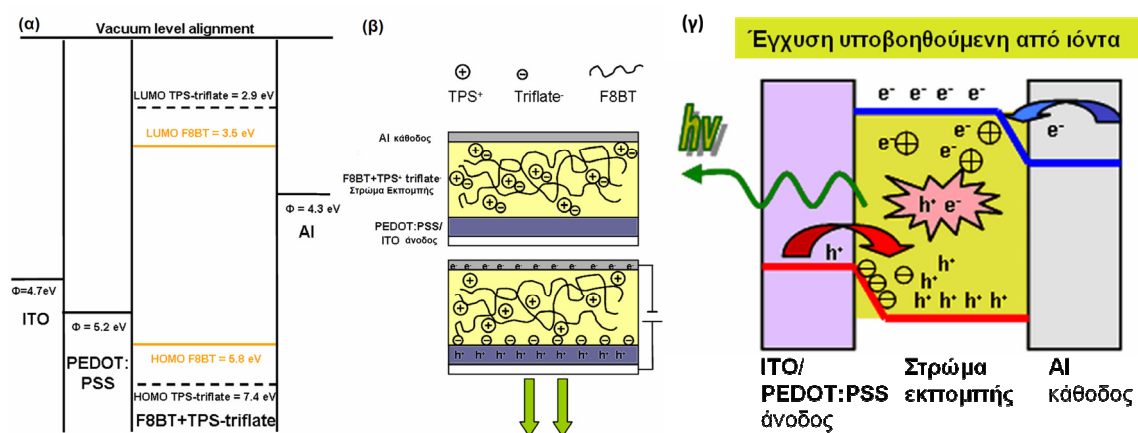 (α)
Vacuum level alignment
LUMO TPS-triflate = 2.9 eV
LUMO F8BT = 3.5 eV
Φ = 4.3 eV
Al
Φ=4.7eV
ITO
Φ = 5.2 eV
PEDOT:
PSS
HOMO F8BT = 5.8 eV
HOMO TPS-triflate = 7.4 eV
F8BT+TPS-triflate
(β)
TPS⁺ Triflate⁻ F8BT
Al κάθοδος
F8BT+TPS⁺ triflate⁻
Στρώμα Εκπομπής
PEDOT:PSS/
ITO άνοδος
e⁻ e⁻ e⁻ e⁻ e⁻ e⁻ e⁻ e⁻
h⁺ h⁺ h⁺ h⁺ h⁺ h⁺ h⁺ h⁺
(γ)
Έγχυση υποβοηθούμενη από ιόντα
e⁻ e⁻ e⁻ e⁻
e⁻
e⁻
e⁻
e⁻
hv
h⁺ e⁻
h⁺
h⁺
h⁺
h⁺ h⁺ h⁺ h⁺
ITO/
PEDOT:PSS
άνοδος
Στρώμα
εκπομπής
Al
κάθοδος